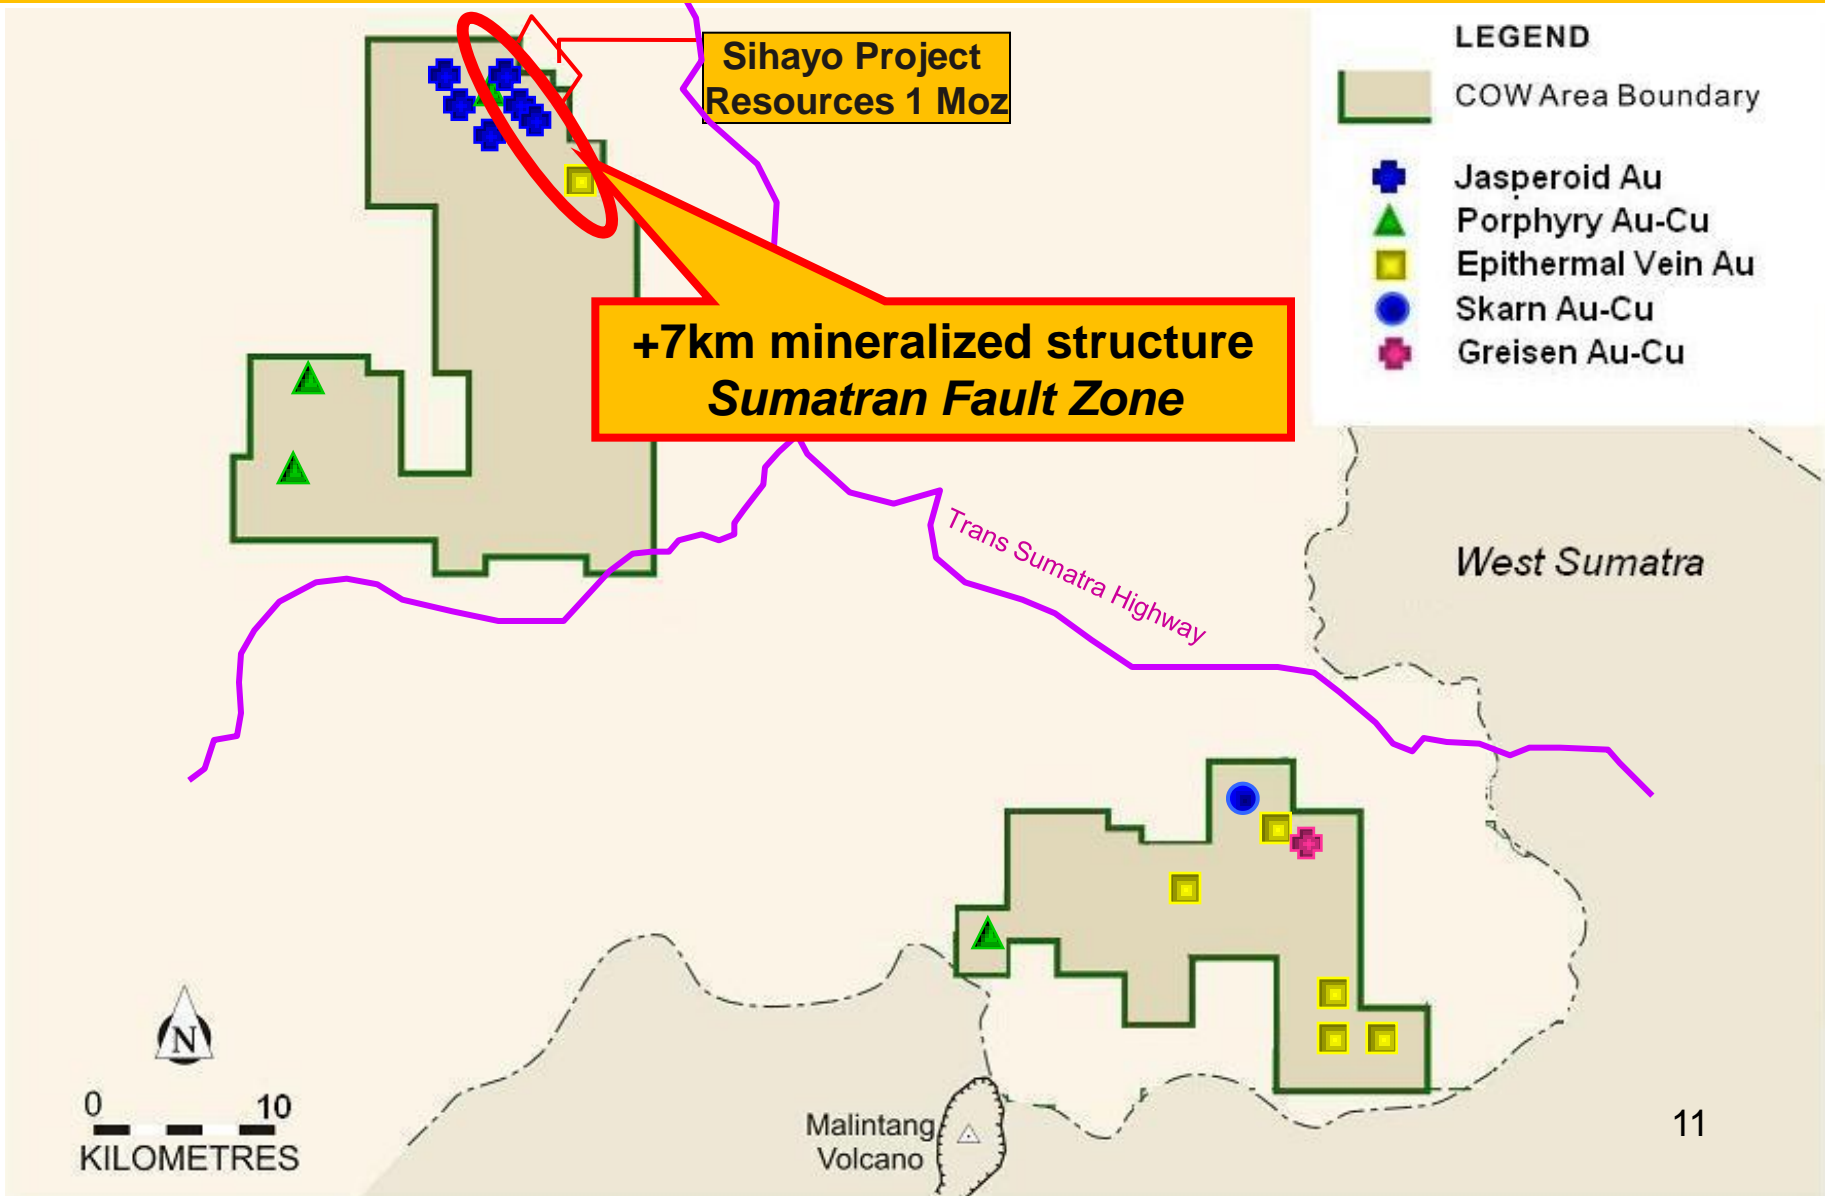 Sihayo Project
Resources 1 Moz
LEGEND
COW Area Boundary
Jasperoid Au
Porphyry Au-Cu
Epithermal Vein Au
Skarn Au-Cu
Greisen Au-Cu
+7km mineralized structure
Sumatran Fault Zone
Trans Sumatra Highway
West Sumatra
N
0 10
KILOMETRES
Malintang
Volcano
11